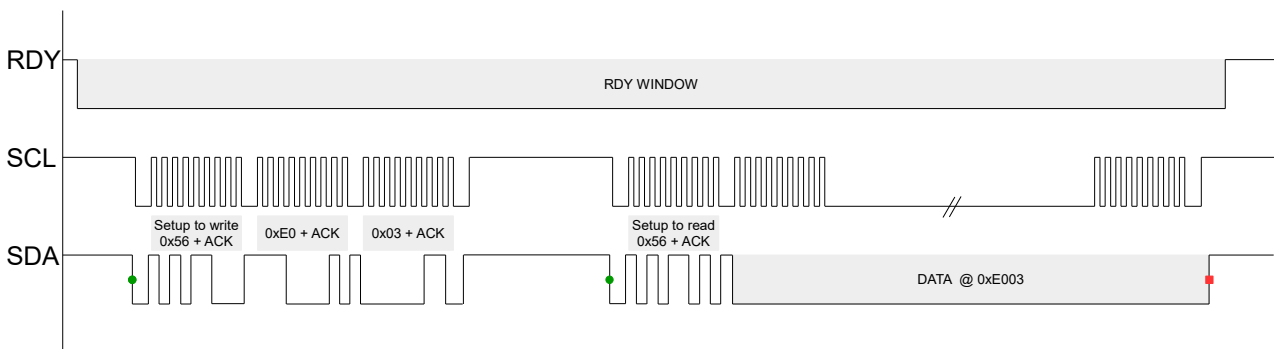 RDY
RDY WINDOW
SCL
Setup to write
0x56 + ACK
0xE0 + ACK
0x03 + ACK
Setup to read
0x56 + ACK
//
SDA
DATA @ 0xE003